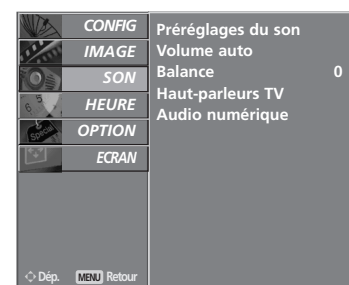 CONFIG
IMAGE
SON
HEURE
OPTION
ECRAN
Préréglages du son
Volume auto
Balance 0
Haut-parleurs TV
Audio numérique
Dép. MENU Retour